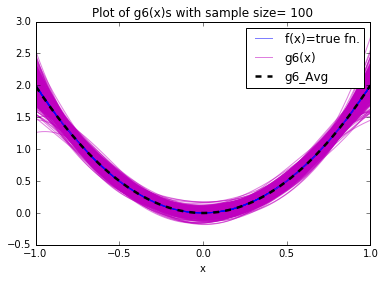 Plot of g6(x)s with sample size= 100
f(x)=true fn.
g6(x)
g6_Avg
3.0
2.5
2.0
1.5
1.0
0.5
0.0
−0.5
−1.0 −0.5 0.0 0.5 1.0
x